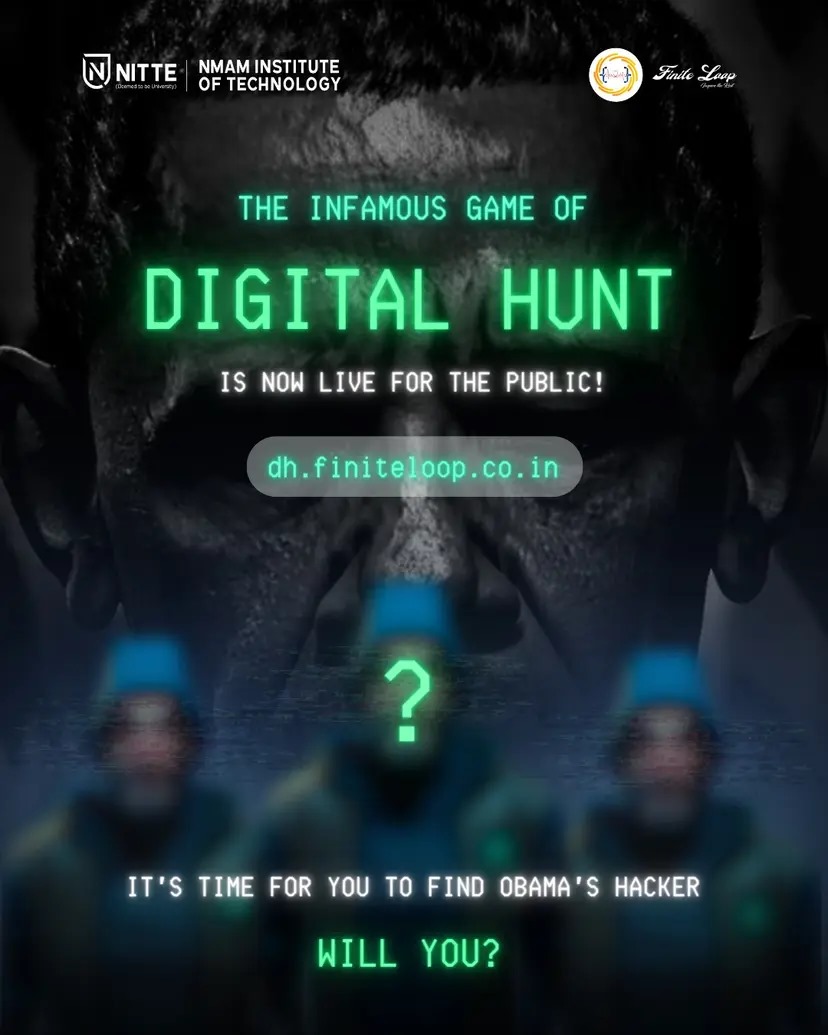 NITTE
(Deemed to be University)
NMAM INSTITUTE
OF TECHNOLOGY
Finite Loop
THE INFAMOUS GAME OF
DIGITAL HUNT
IS NOW LIVE FOR THE PUBLIC!
dh.finiteloop.co.in
?
IT'S TIME FOR YOU TO FIND OBAMA'S HACKER
WILL YOU?